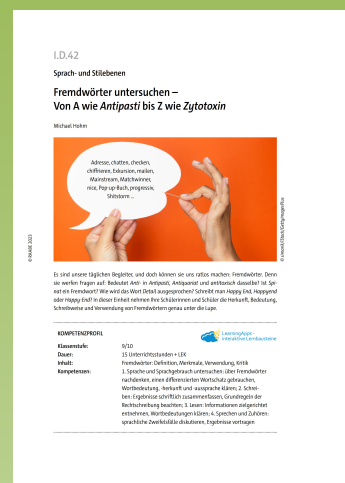 I.D.42
Sprach- und Stilebenen
Fremdwörter untersuchen –
Von A wie Antipasti bis Z wie Zytotoxin
Michael Hohm
Adresse, chatten, checken,
chiffrieren, Exkursion, mailen,
Mainstream, Matchwinner,
nice, Pop-up-Buch, progressiv,
Shitstorm ...
© RAABE 2023
Es sind unsere täglichen Begleiter, und doch können sie uns ratlos machen: Fremdwörter. Denn
sie werfen Fragen auf: Bedeutet Anti- in Antipasti, Antiquariat und antitoxisch dasselbe? Ist Spi-
nat ein Fremdwort? Wie wird das Wort Detail ausgesprochen? Schreibt man Happy End, Happyend
oder Happy-End? In dieser Einheit nehmen Ihre Schülerinnen und Schüler die Herkunft, Bedeutung,
Schreibweise und Verwendung von Fremdwörtern genau unter die Lupe.
KOMPETENZPROFIL
LearningApps -
interaktive Lernbausteine
Klassenstufe: 9/10
Dauer: 15 Unterrichtsstunden + LEK
Inhalt: Fremdwörter: Definition, Merkmale, Verwendung, Kritik
Kompetenzen: 1. Sprache und Sprachgebrauch untersuchen: über Fremdwörter
nachdenken, einen differenzierten Wortschatz gebrauchen,
Wortbedeutung, -herkunft und -aussprache klären; 2. Schrei-
ben: Ergebnisse schriftlich zusammenfassen, Grundregeln der
Rechtschreibung beachten; 3. Lesen: Informationen zielgerichtet
entnehmen, Wortbedeutungen klären; 4. Sprechen und Zuhören:
sprachliche Zweifelsfälle diskutieren, Ergebnisse vortragen